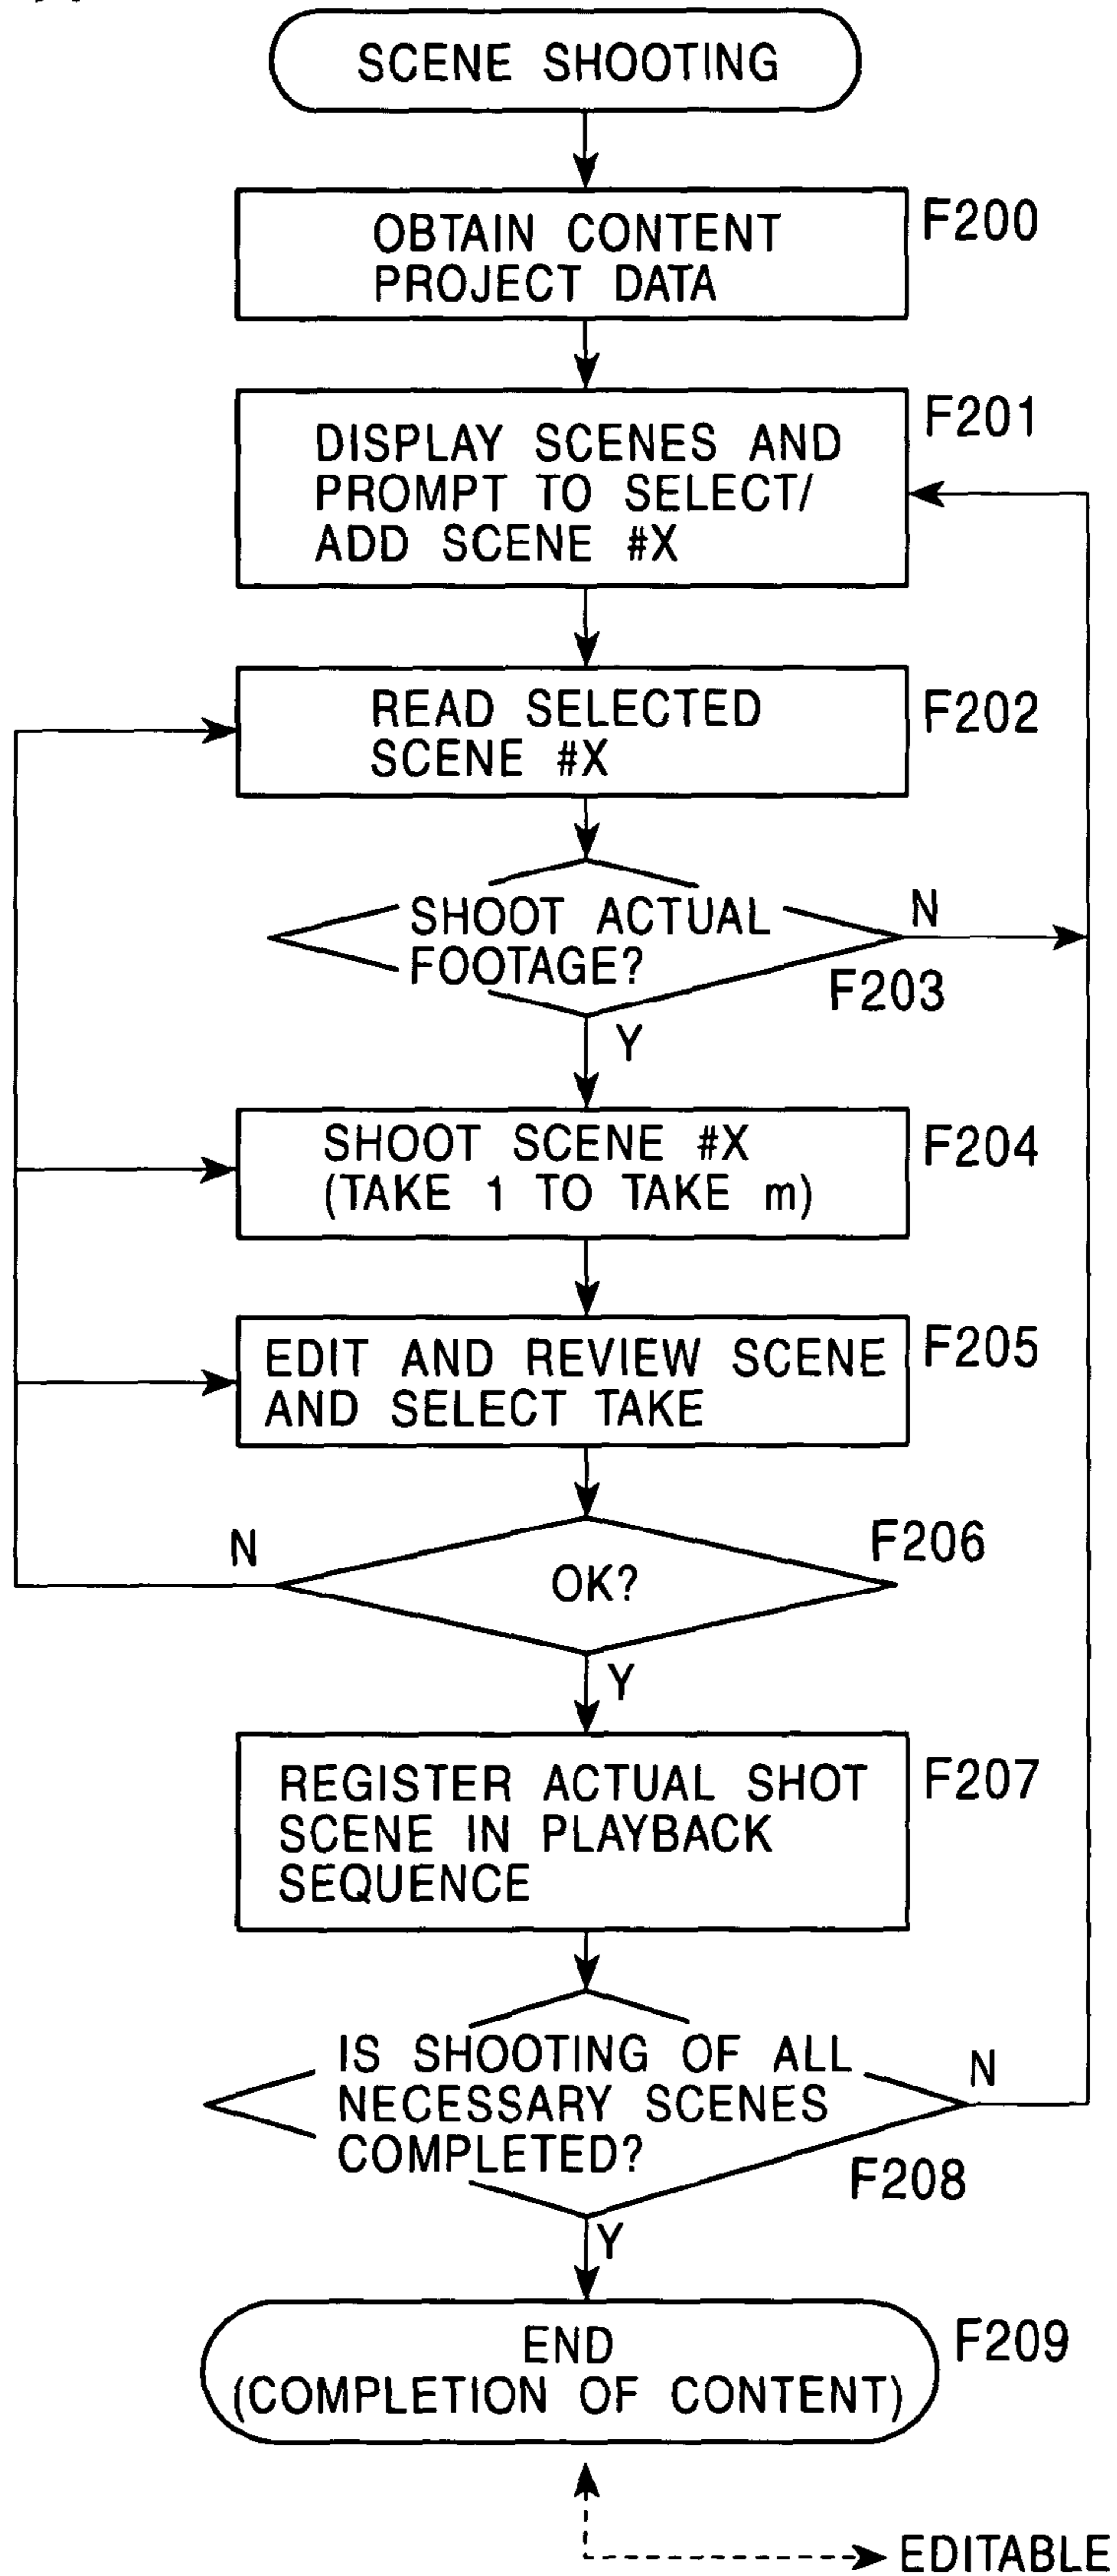 SCENE SHOOTING
OBTAIN CONTENT
PROJECT DATA
F200
DISPLAY SCENES AND
PROMPT TO SELECT/
ADD SCENE #X
F201
READ SELECTED
SCENE #X
F202
SHOOT ACTUAL
FOOTAGE?
N
F203
Y
SHOOT SCENE #X
(TAKE 1 TO TAKE m)
F204
EDIT AND REVIEW SCENE
AND SELECT TAKE
F205
N
OK?
F206
Y
REGISTER ACTUAL SHOT
SCENE IN PLAYBACK
SEQUENCE
F207
IS SHOOTING OF ALL
NECESSARY SCENES
COMPLETED?
N
F208
Y
END
(COMPLETION OF CONTENT)
F209
EDITABLE